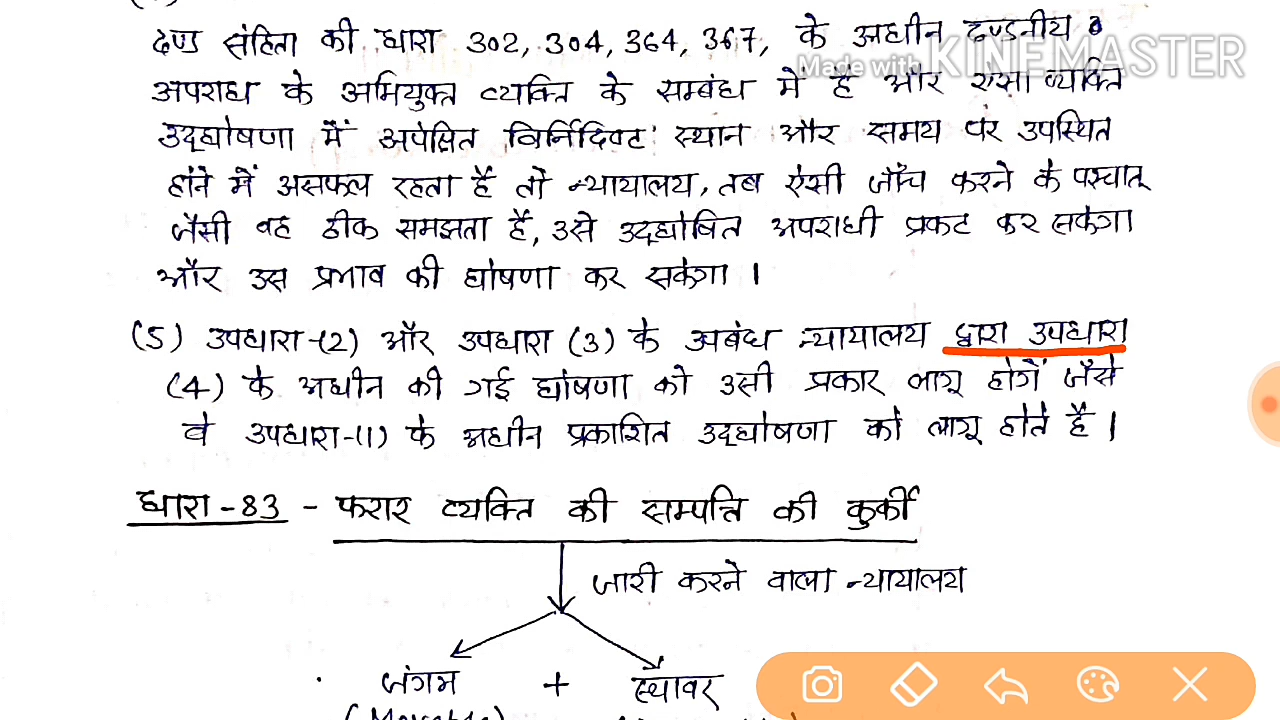 दण्ड संहिता की धारा 302, 304, 364, 367, के अधीन दण्डनीय
Made with KINEMASTER
अपराध के अभियुक्त व्यक्ति के सम्बंध में है और ऐसा व्यक्ति
उद्घोषणा में अपेक्षित विर्निदिष्ट स्थान और समय पर उपस्थित
होने में असफल रहता है तो न्यायालय, तब ऐसी जाँच करने के पश्चात्
जैसी वह ठीक समझता है, उसे उद्घोषित अपराधी प्रकट कर सकेगा
और उस प्रभाव की घोषणा कर सकेगा ।
(5) उपधारा-(2) और उपधारा (3) के उपबंध न्यायालय द्वारा उपधारा
(4) के अधीन की गई घोषणा को उसी प्रकार लागू होगें जैसे
वे उपधारा-(1) के अधीन प्रकाशित उद्घोषणा को लागू होते है ।
धारा-83 - फरार व्यक्ति की सम्पत्ति की कुर्की
जारी करने वाला न्यायालय
जंगम + स्थावर